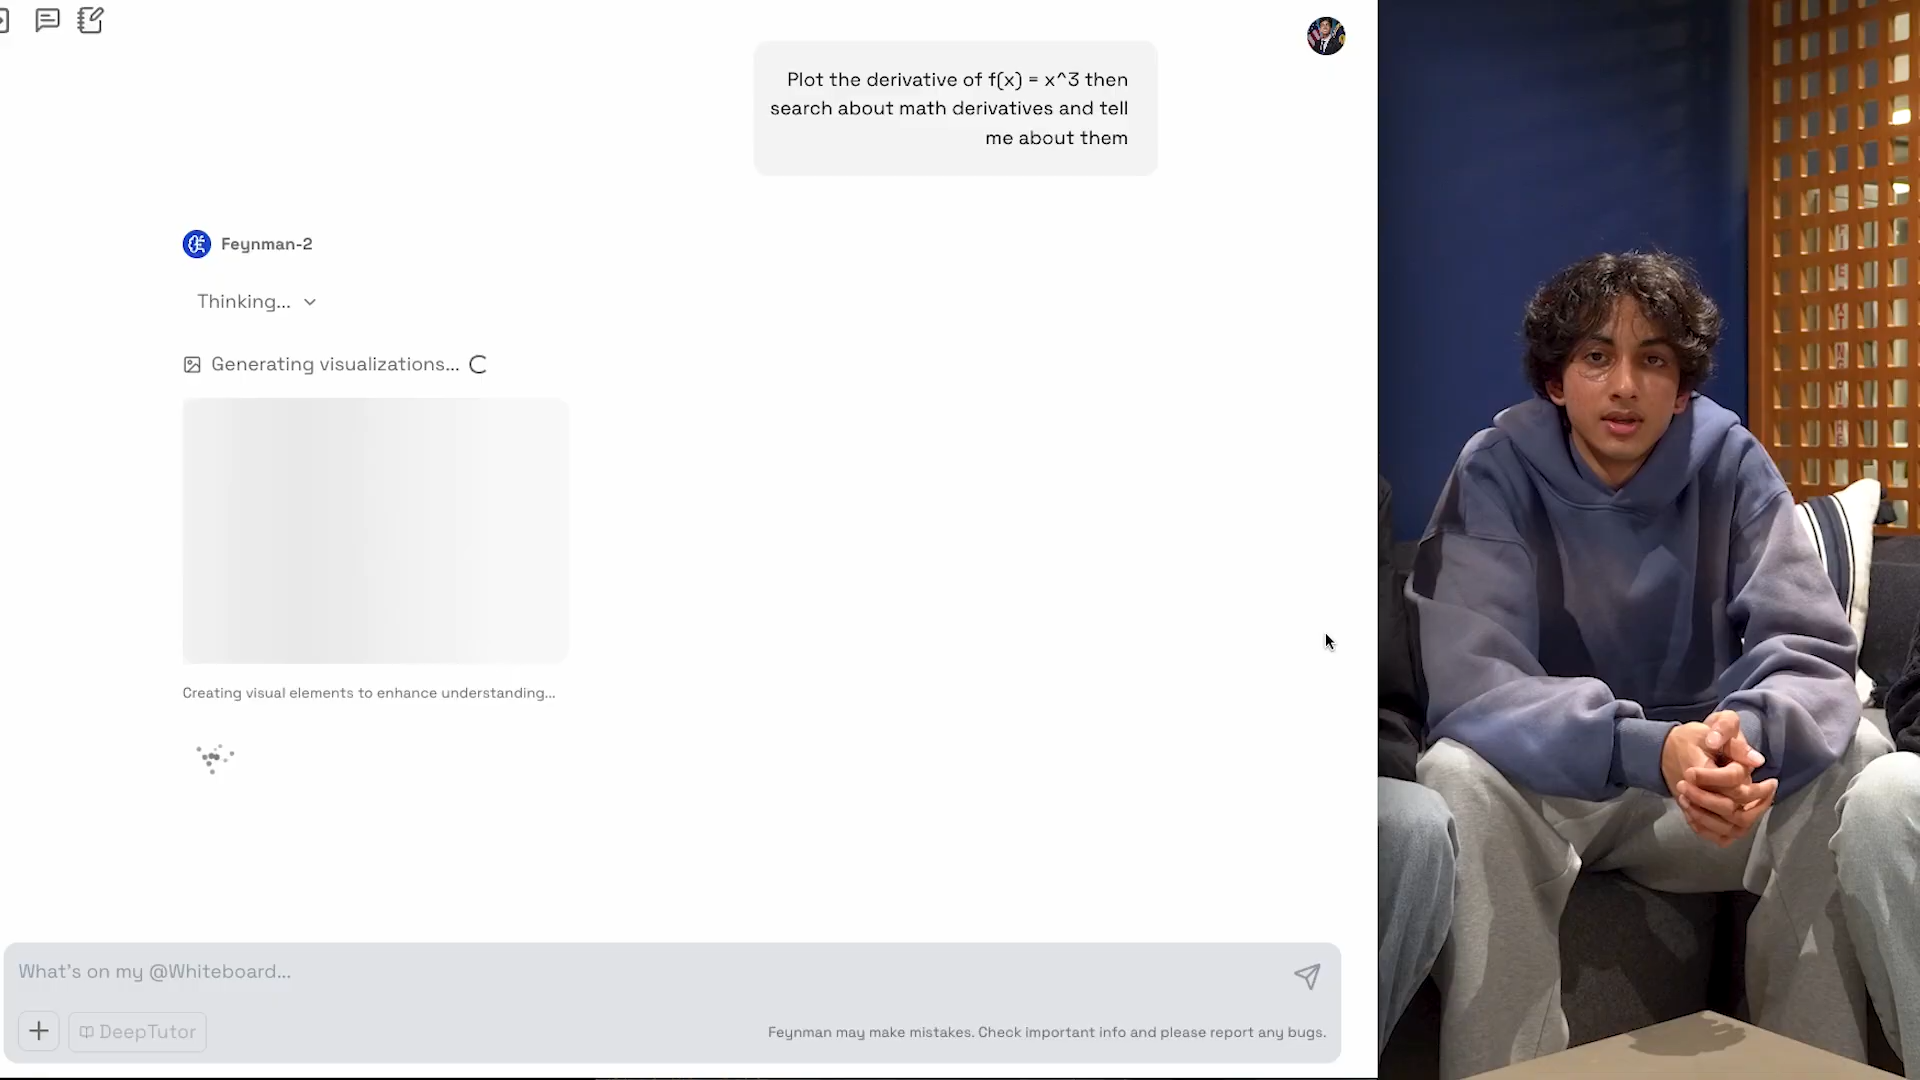 Plot the derivative of f(x) = x^3 then
search about math derivatives and tell
me about them
Feynman-2
Thinking...
Generating visualizations...
Creating visual elements to enhance understanding...
What's on my @Whiteboard...
DeepTutor
Feynman may make mistakes. Check important info and please report any bugs.